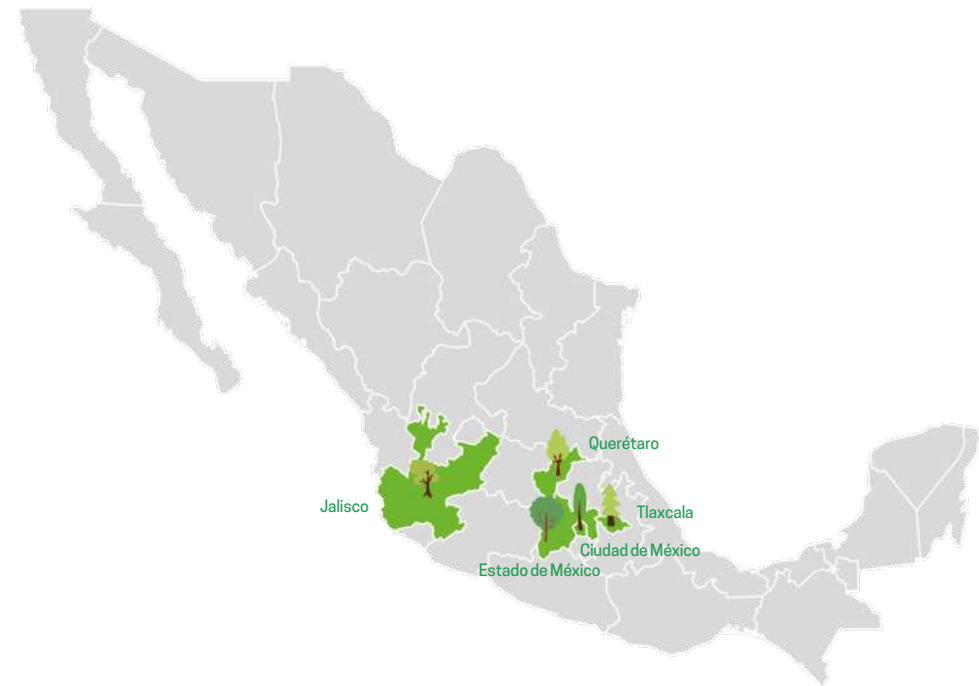 Querétaro
Jalisco
Tlaxcala
Ciudad de México
Estado de México